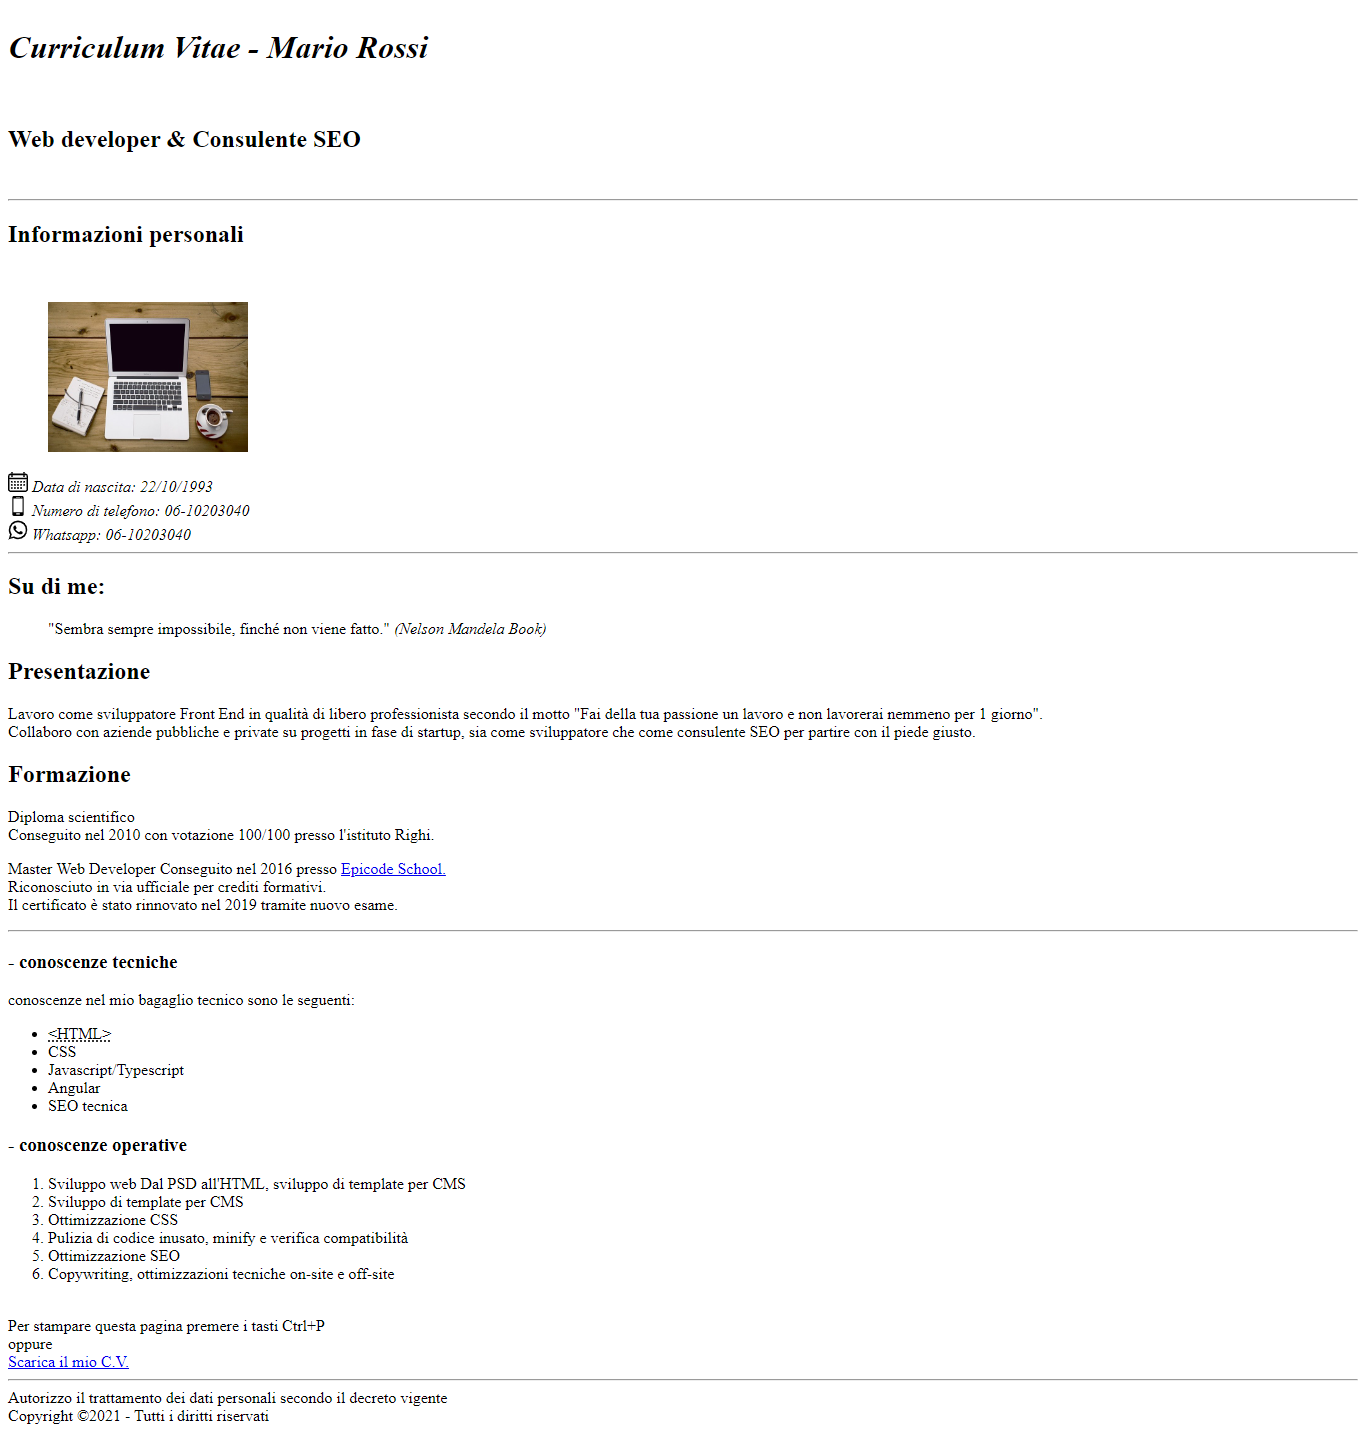 Curriculum Vitae - Mario Rossi
Web developer & Consulente SEO
Informazioni personali
Data di nascita: 22/10/1993
Numero di telefono: 06-10203040
Whatsapp: 06-10203040
Su di me:
"Sembra sempre impossibile, finché non viene fatto." (Nelson Mandela Book)
Presentazione
Lavoro come sviluppatore Front End in qualità di libero professionista secondo il motto "Fai della tua passione un lavoro e non lavorerai nemmeno per 1 giorno".
Collaboro con aziende pubbliche e private su progetti in fase di startup, sia come sviluppatore che come consulente SEO per partire con il piede giusto.
Formazione
Diploma scientifico
Conseguito nel 2010 con votazione 100/100 presso l'istituto Righi.
Master Web Developer Conseguito nel 2016 presso Epicode School.
Riconosciuto in via ufficiale per crediti formativi.
Il certificato è stato rinnovato nel 2019 tramite nuovo esame.
- conoscenze tecniche
conoscenze nel mio bagaglio tecnico sono le seguenti:
• <HTML>
• CSS
• Javascript/Typescript
• Angular
• SEO tecnica
- conoscenze operative
1. Sviluppo web Dal PSD all'HTML, sviluppo di template per CMS
2. Sviluppo di template per CMS
3. Ottimizzazione CSS
4. Pulizia di codice inusato, minify e verifica compatibilità
5. Ottimizzazione SEO
6. Copywriting, ottimizzazioni tecniche on-site e off-site
Per stampare questa pagina premere i tasti Ctrl+P
oppure
Scarica il mio C.V.
Autorizzo il trattamento dei dati personali secondo il decreto vigente
Copyright ©2021 - Tutti i diritti riservati